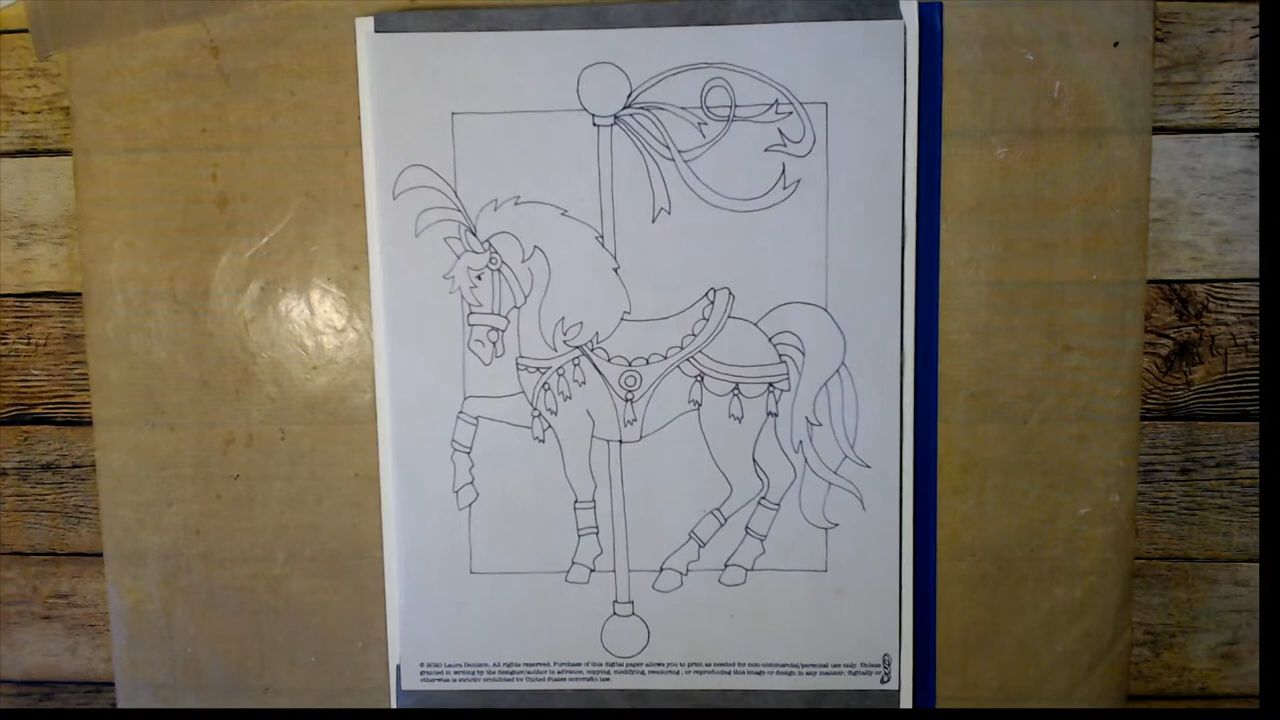 © 2020 Laura Denison. All rights reserved. Purchase of this digital paper allows you to print as needed for non-commercial/personal use only. Unless
granted in writing by the designer/author in advance, copying, modifying, rendering, or reproducing this image or design in any manner, digitally or
otherwise is strictly prohibited by United States copyright law.